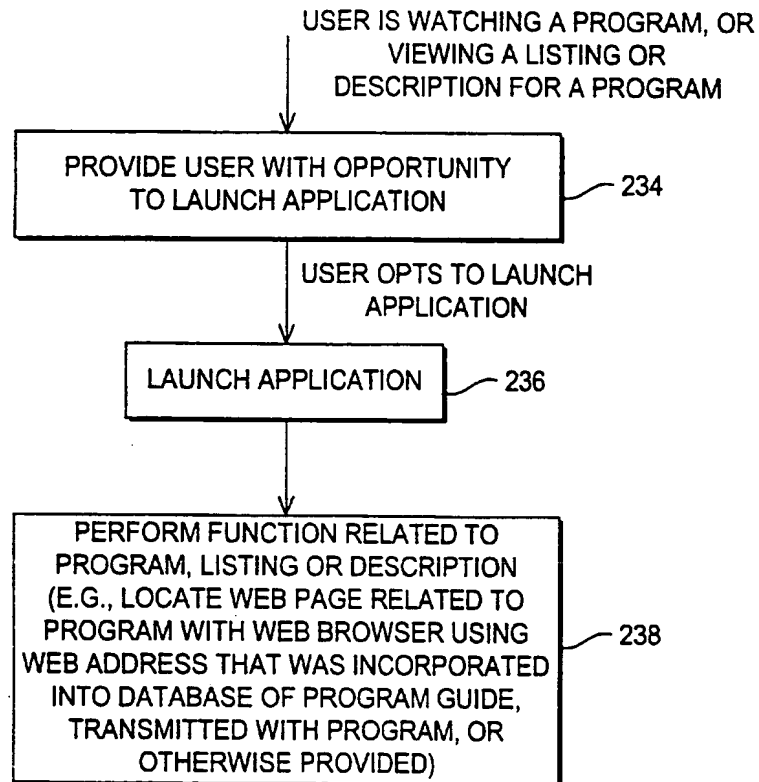 USER IS WATCHING A PROGRAM, OR
VIEWING A LISTING OR
DESCRIPTION FOR A PROGRAM
PROVIDE USER WITH OPPORTUNITY
TO LAUNCH APPLICATION
234
USER OPTS TO LAUNCH
APPLICATION
LAUNCH APPLICATION
236
PERFORM FUNCTION RELATED TO
PROGRAM, LISTING OR DESCRIPTION
(E.G., LOCATE WEB PAGE RELATED TO
PROGRAM WITH WEB BROWSER USING
WEB ADDRESS THAT WAS INCORPORATED
INTO DATABASE OF PROGRAM GUIDE,
TRANSMITTED WITH PROGRAM, OR
OTHERWISE PROVIDED)
238